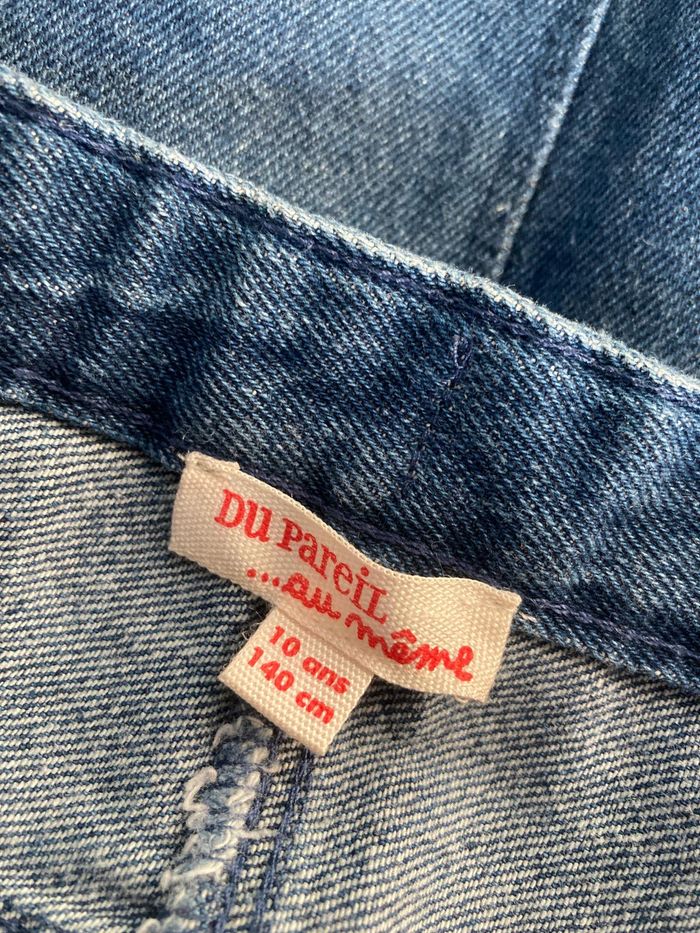 DU PAREIL
...au même
10 ans
140 cm